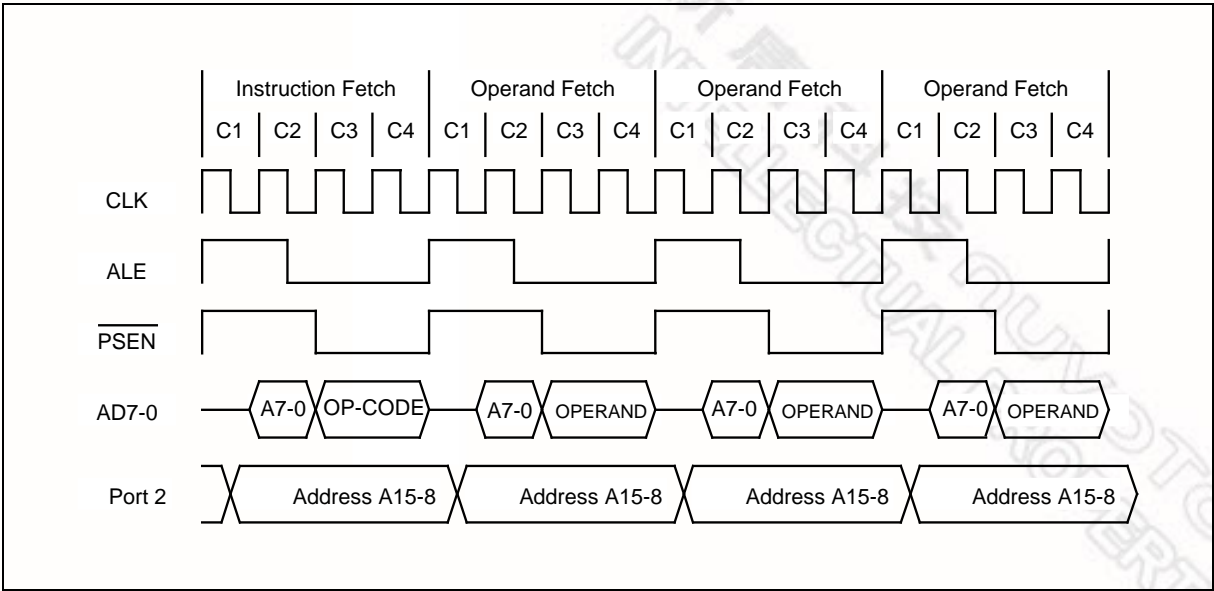 Instruction Fetch Operand Fetch Operand Fetch Operand Fetch
C1 C2 C3 C4 C1 C2 C3 C4 C1 C2 C3 C4 C1 C2 C3 C4
CLK
ALE
PSEN
AD7-0 A7-0 OP-CODE A7-0 OPERAND A7-0 OPERAND A7-0 OPERAND
Port 2 Address A15-8 Address A15-8 Address A15-8 Address A15-8